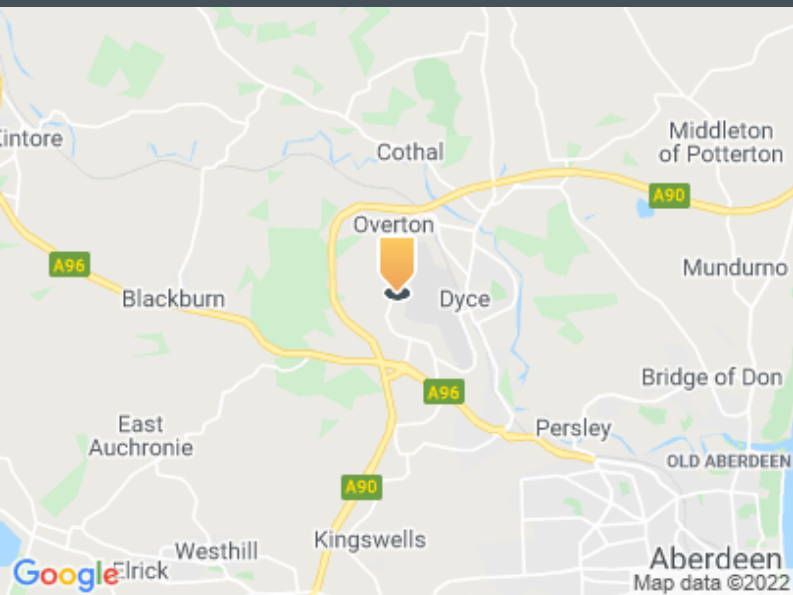 Middleton
of Potterton
Kintore
Cothal
A90
Overton
A96
Mundurno
Blackburn
Dyce
Bridge of Don
A96
East
Auchronie
Persley
OLD ABERDEEN
A90
Kingswells
Westhill
Aberdeen
Google
Elrick
Map data ©2022